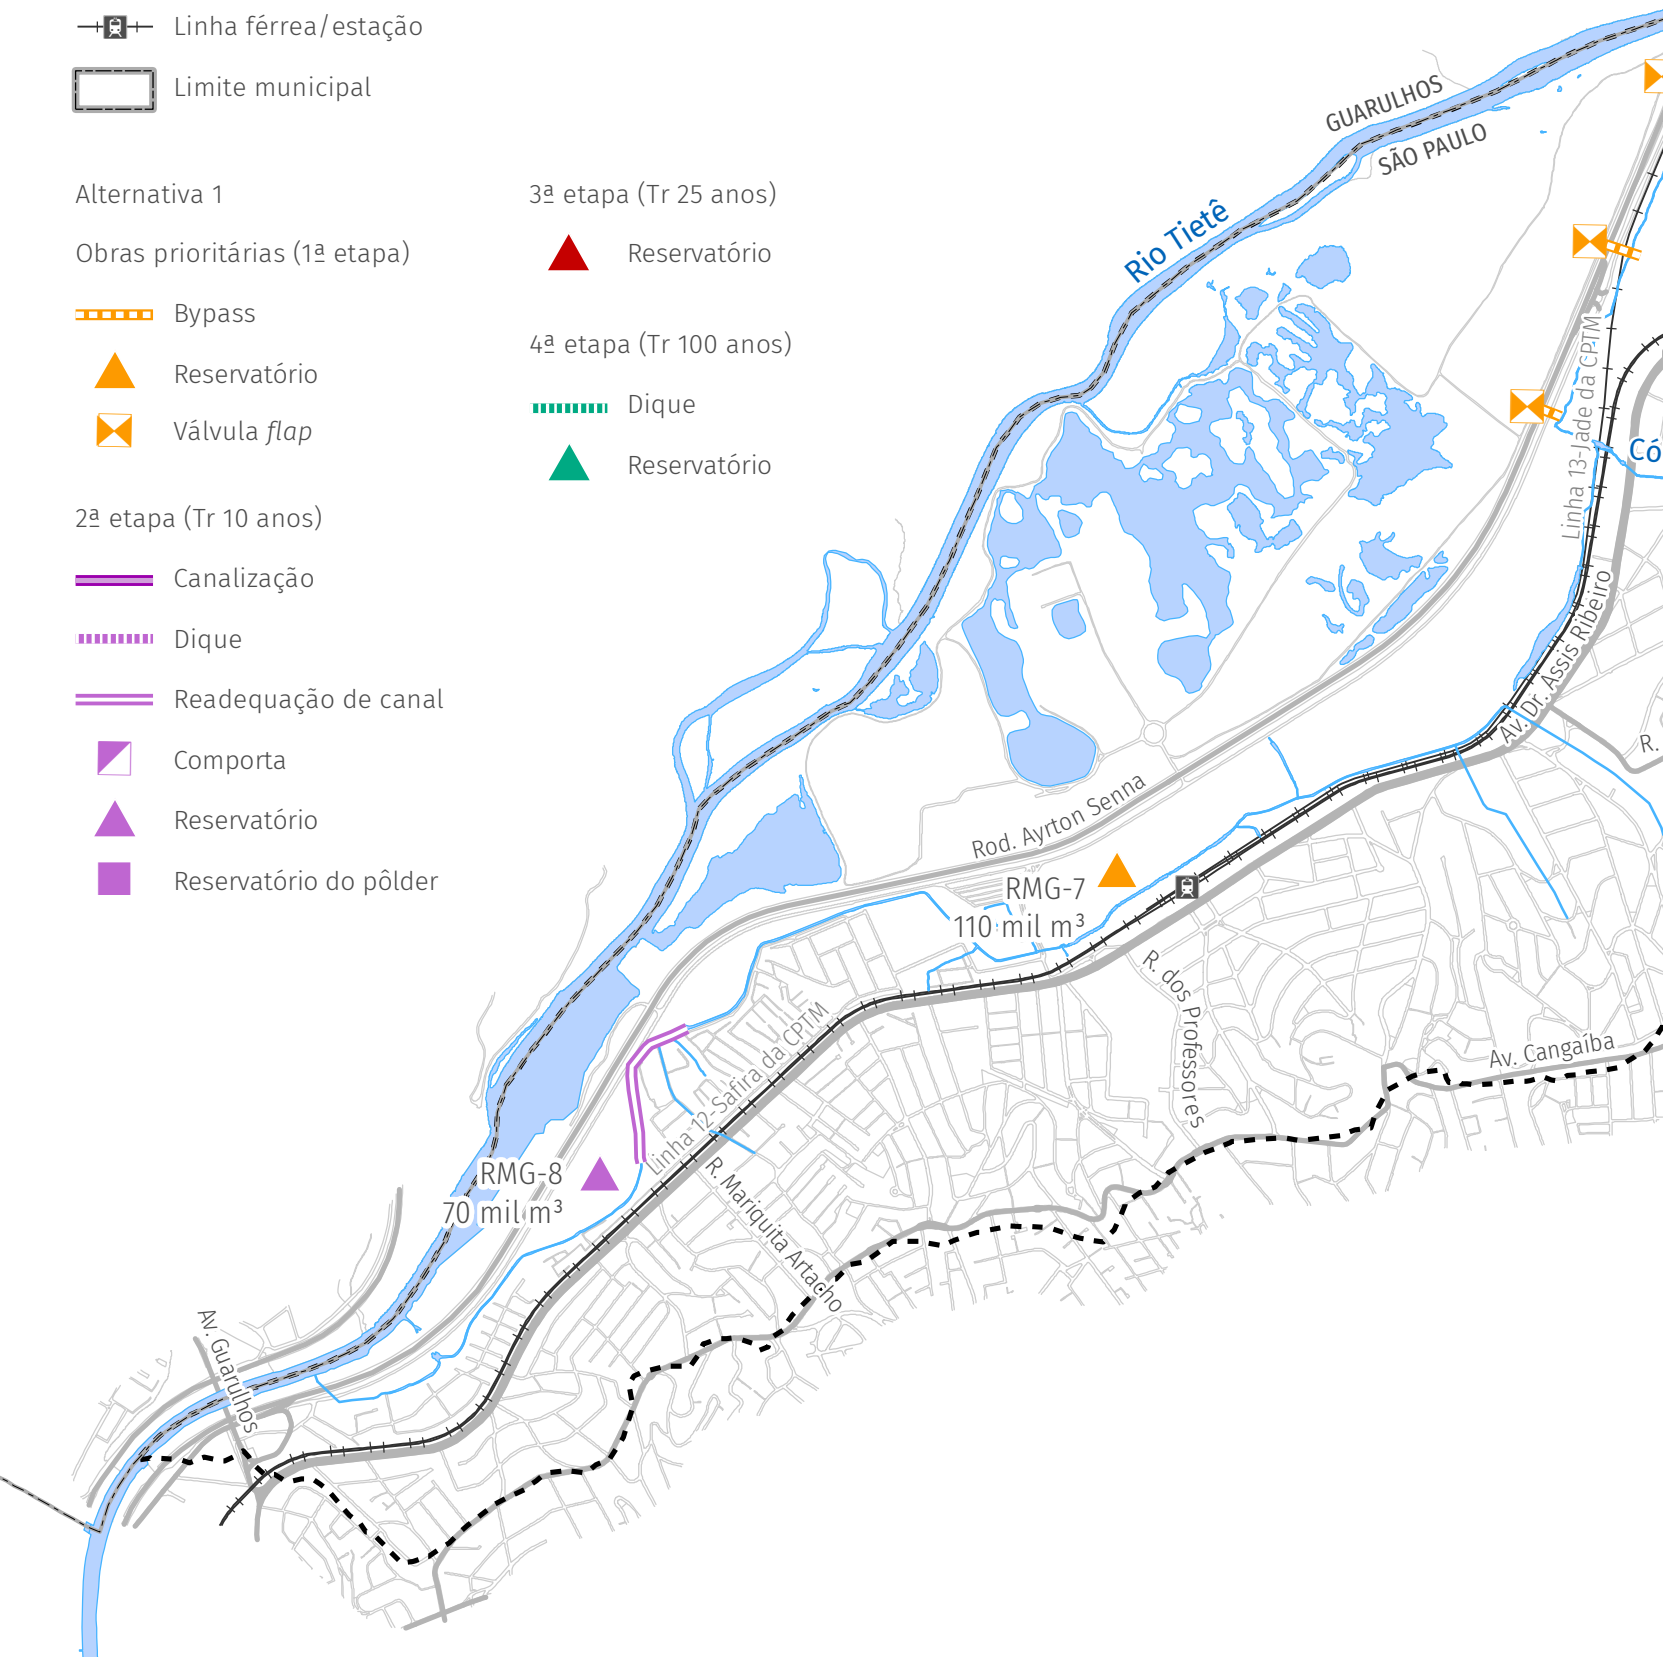 Linha férrea/estação
Limite municipal
Alternativa 1
Obras prioritárias (1ª etapa)
Bypass
Reservatório
Válvula flap
2ª etapa (Tr 10 anos)
Canalização
Dique
Readequação de canal
Comporta
Reservatório
Reservatório do pôlder
3ª etapa (Tr 25 anos)
Reservatório
4ª etapa (Tr 100 anos)
Dique
Reservatório
GUARULHOS
SÃO PAULO
Rio Tietê
Linha 13-Jade da CPTM
Có
Av. Dr. Assis Ribeiro
R.
Rod. Ayrton Senna
RMG-7
110 mil m³
R. dos Professores
Av. Cangaíba
Linha 12-Safira da CPTM
RMG-8
70 mil m³
R. Mariquita Artacho
Av. Guarulhos